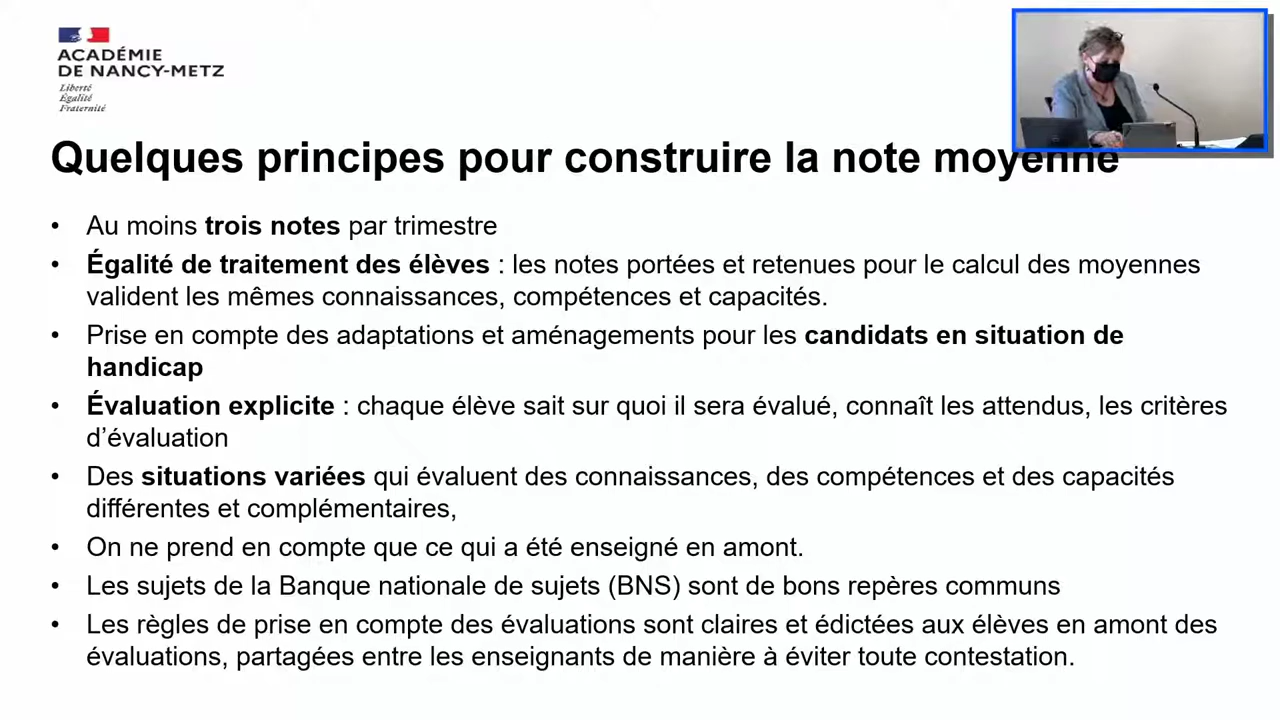 ACADÉMIE
DE NANCY-METZ
Liberté
Égalité
Fraternité
Quelques principes pour construire la note moyenne
• Au moins trois notes par trimestre
• Égalité de traitement des élèves : les notes portées et retenues pour le calcul des moyennes
valident les mêmes connaissances, compétences et capacités.
• Prise en compte des adaptations et aménagements pour les candidats en situation de
handicap
• Évaluation explicite : chaque élève sait sur quoi il sera évalué, connaît les attendus, les critères
d’évaluation
• Des situations variées qui évaluent des connaissances, des compétences et des capacités
différentes et complémentaires,
• On ne prend en compte que ce qui a été enseigné en amont.
• Les sujets de la Banque nationale de sujets (BNS) sont de bons repères communs
• Les règles de prise en compte des évaluations sont claires et édictées aux élèves en amont des
évaluations, partagées entre les enseignants de manière à éviter toute contestation.